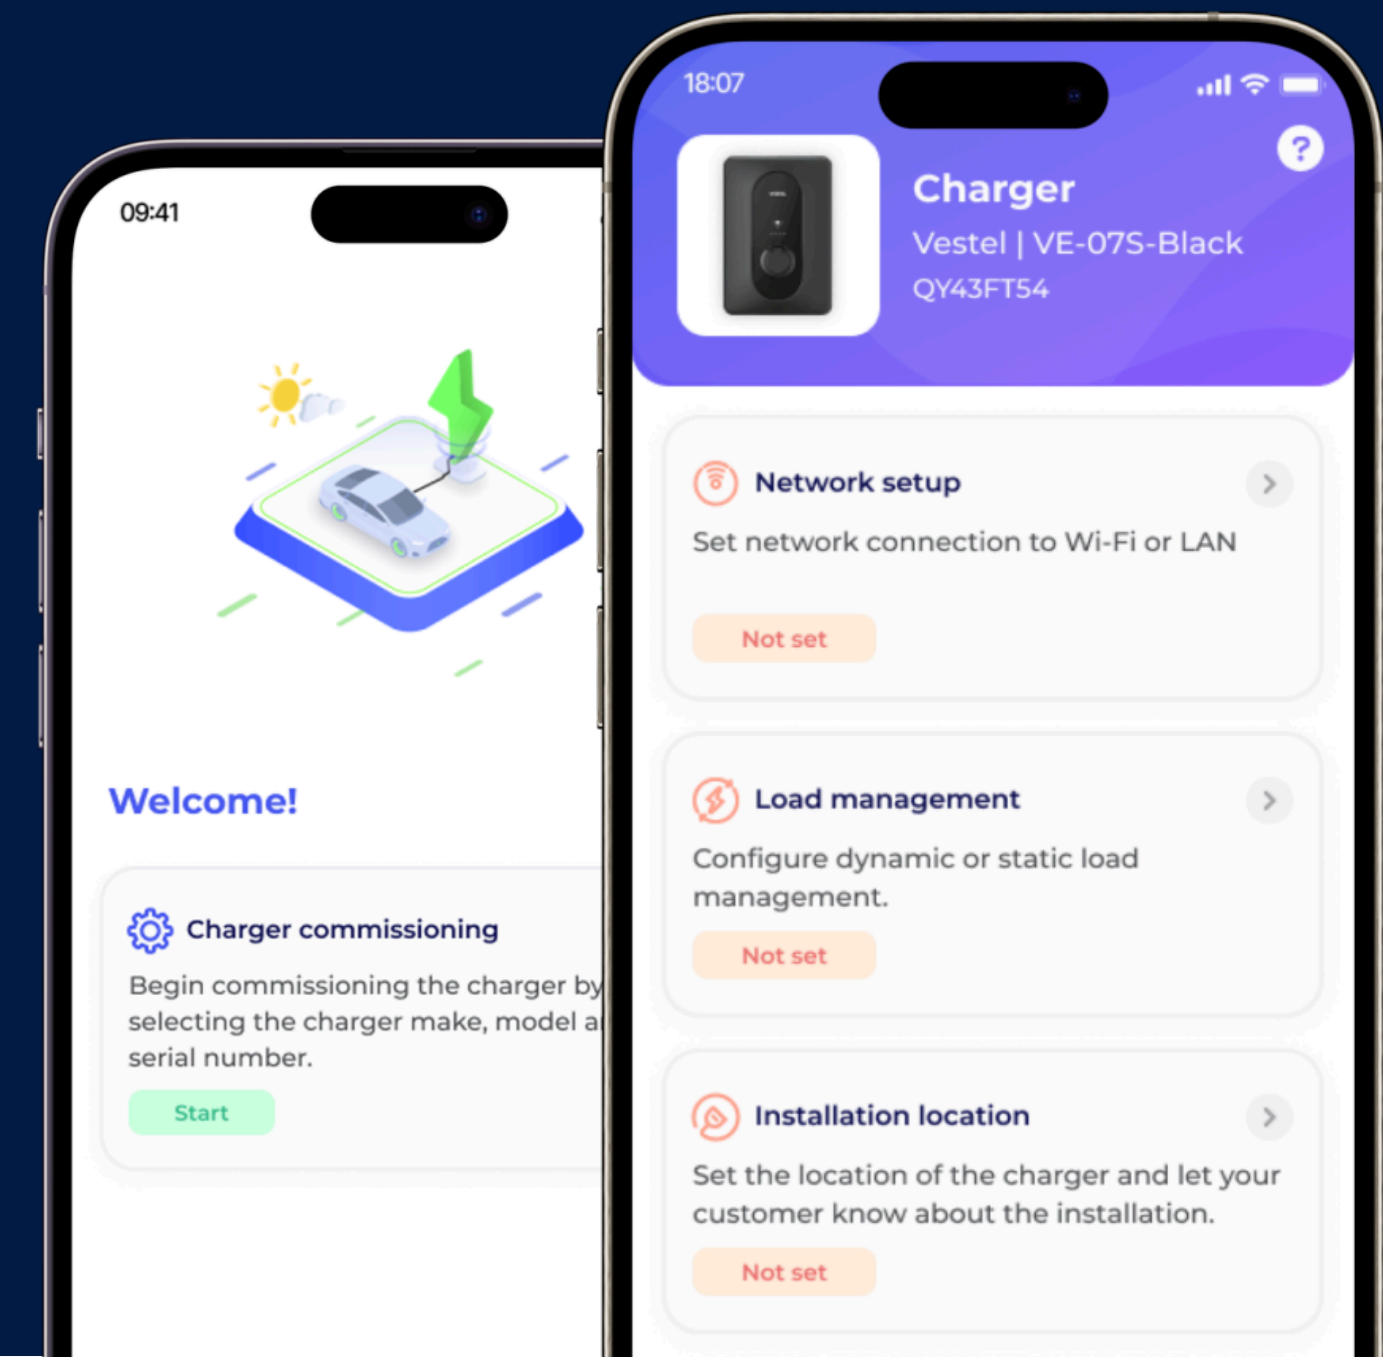 09:41
Welcome!
Charger commissioning
Begin commissioning the charger by
selecting the charger make, model
serial number.
Start
18:07
?
Charger
Vestel | VE-07S-Black
QY43FT54
Network setup
Set network connection to Wi-Fi or LAN
Not set
Load management
Configure dynamic or static load
management.
Not set
Installation location
Set the location of the charger and let your
customer know about the installation.
Not set